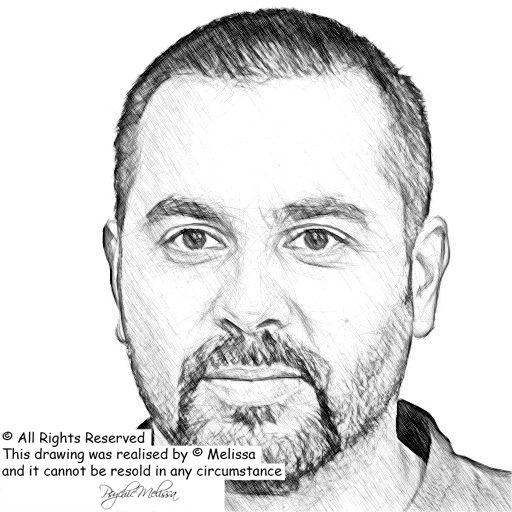 © All Rights Reserved
This drawing was realised by © Melissa
and it cannot be resold in any circumstance
Psychic Melissa